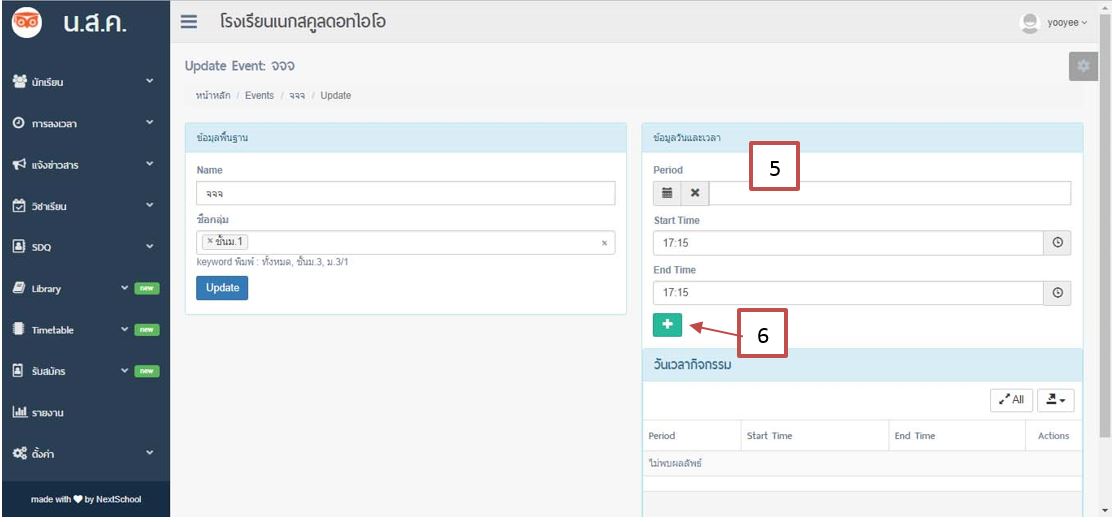 น.ส.ค.
โรงเรียนเนกสคูลดอทไอโอ
yooyee
Update Event: จจจ
หน้าหลัก / Events / จจจ / Update
นักเรียน
การลงเวลา
แจ้งข่าวสาร
วิชาเรียน
SDQ
Library new
Timetable new
รับสมัคร new
รายงาน
ตั้งค่า
made with by NextSchool
ข้อมูลพื้นฐาน
Name
จจจ
ชื่อกลุ่ม
× ชั้นม.1 ×
keyword พิมพ์ : ทั้งหมด, ชั้นม.3, ม.3/1
Update
ข้อมูลวันและเวลา
Period
5
Start Time
17:15
End Time
17:15
6
วันเวลากิจกรรม
All
Period Start Time End Time Actions
ไม่พบผลลัพธ์